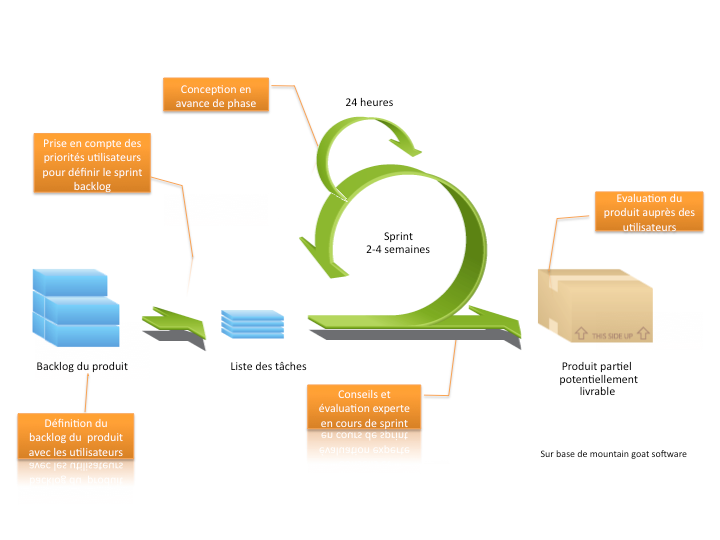 Conception en
avance de phase
24 heures
Prise en compte des
priorités utilisateurs
pour définir le sprint
backlog
Evaluation du
produit auprès des
utilisateurs
Sprint
2-4 semaines
THIS SIDE UP
Backlog du produit
Liste des tâches
Produit partiel
potentiellement
livrable
Conseils et
évaluation experte
en cours de sprint
Définition du
backlog du produit
avec les utilisateurs
Sur base de mountain goat software